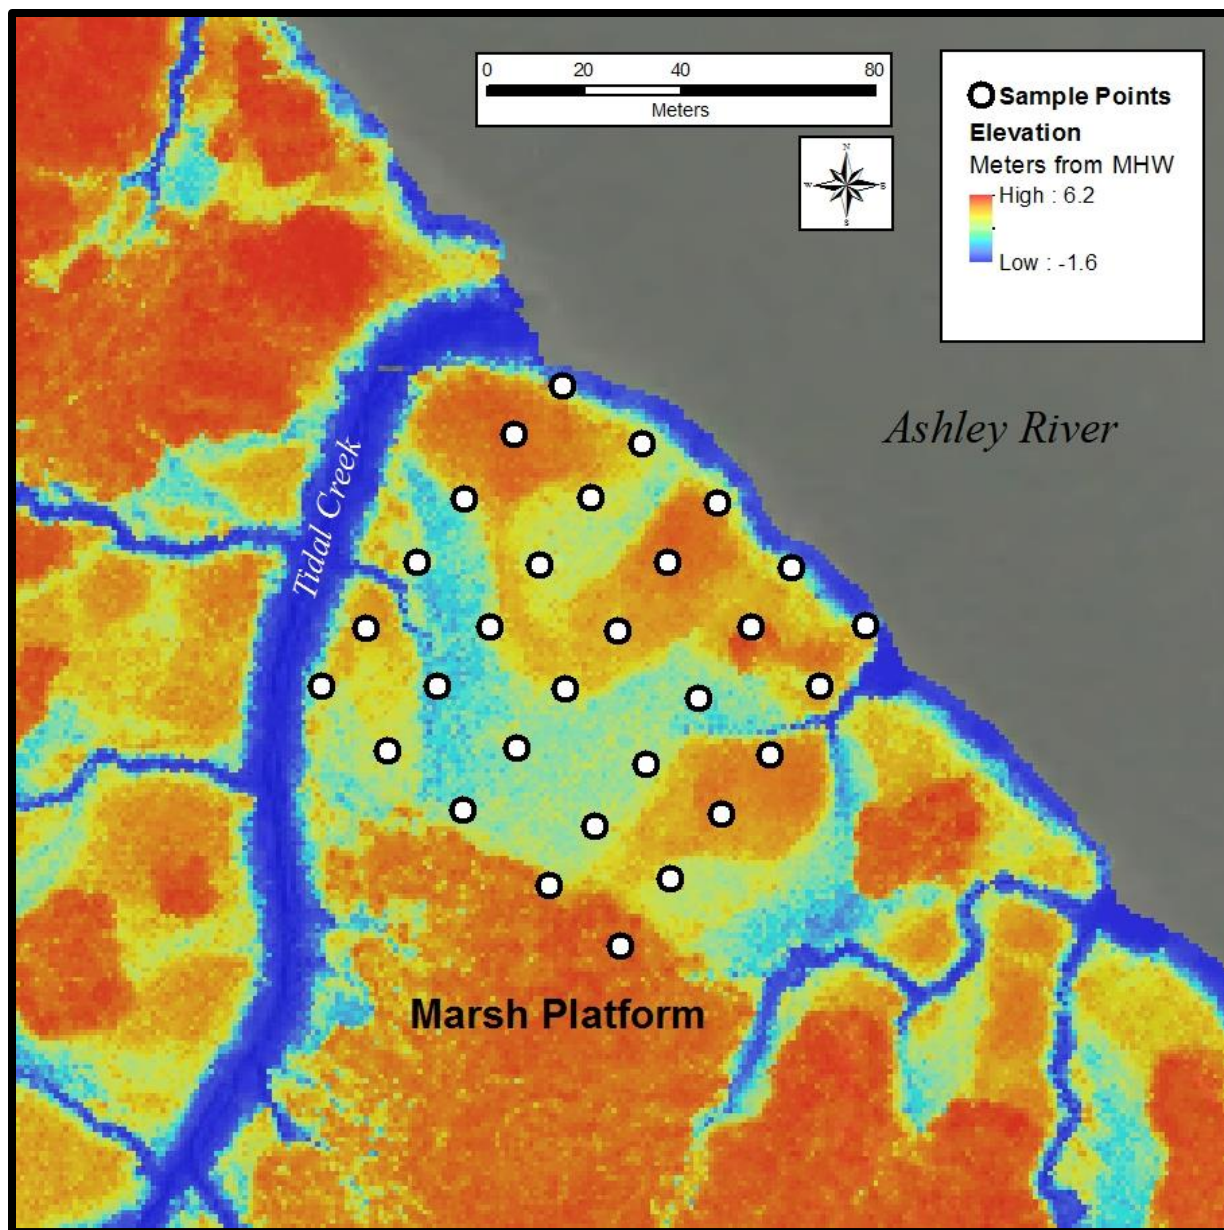 0 20 40 80
Meters
N
W E
S
Sample Points
Elevation
Meters from MHW
High : 6.2
Low : -1.6
Ashley River
Tidal Creek
Marsh Platform